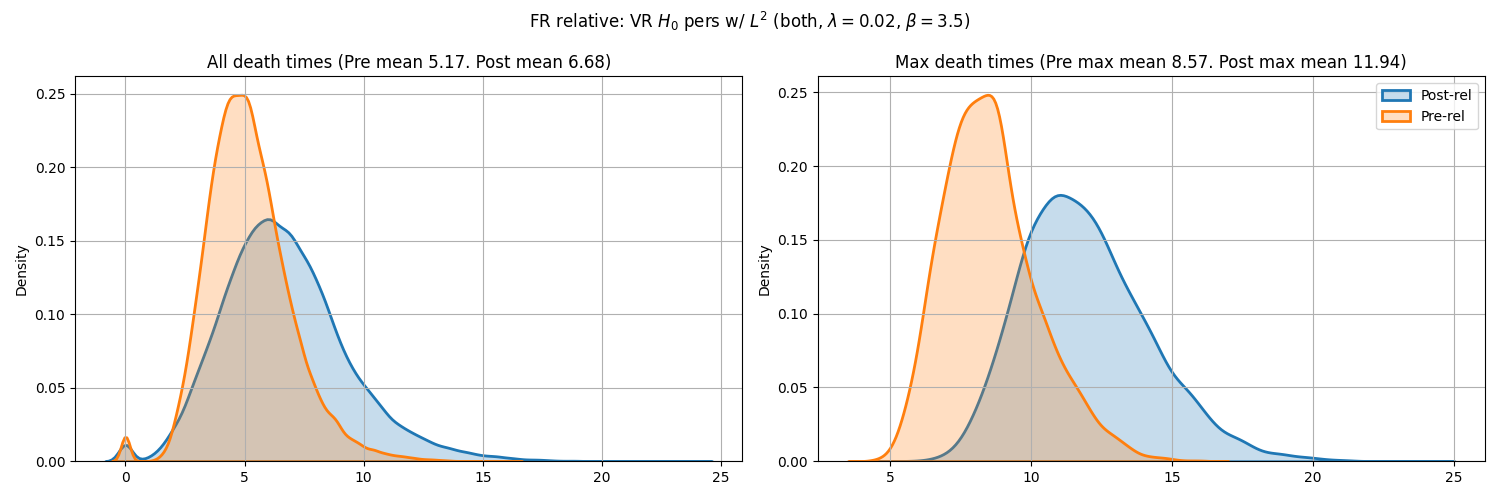 FR relative: VR $H_0$ pers w/ $L^2$ (both, $\lambda = 0.02$, $\beta = 3.5$)
All death times (Pre mean 5.17. Post mean 6.68)
Density
0.25
0.20
0.15
0.10
0.05
0.00
0 5 10 15 20 25
Max death times (Pre max mean 8.57. Post max mean 11.94)
Density
0.25
0.20
0.15
0.10
0.05
0.00
5 10 15 20 25
Post-rel
Pre-rel